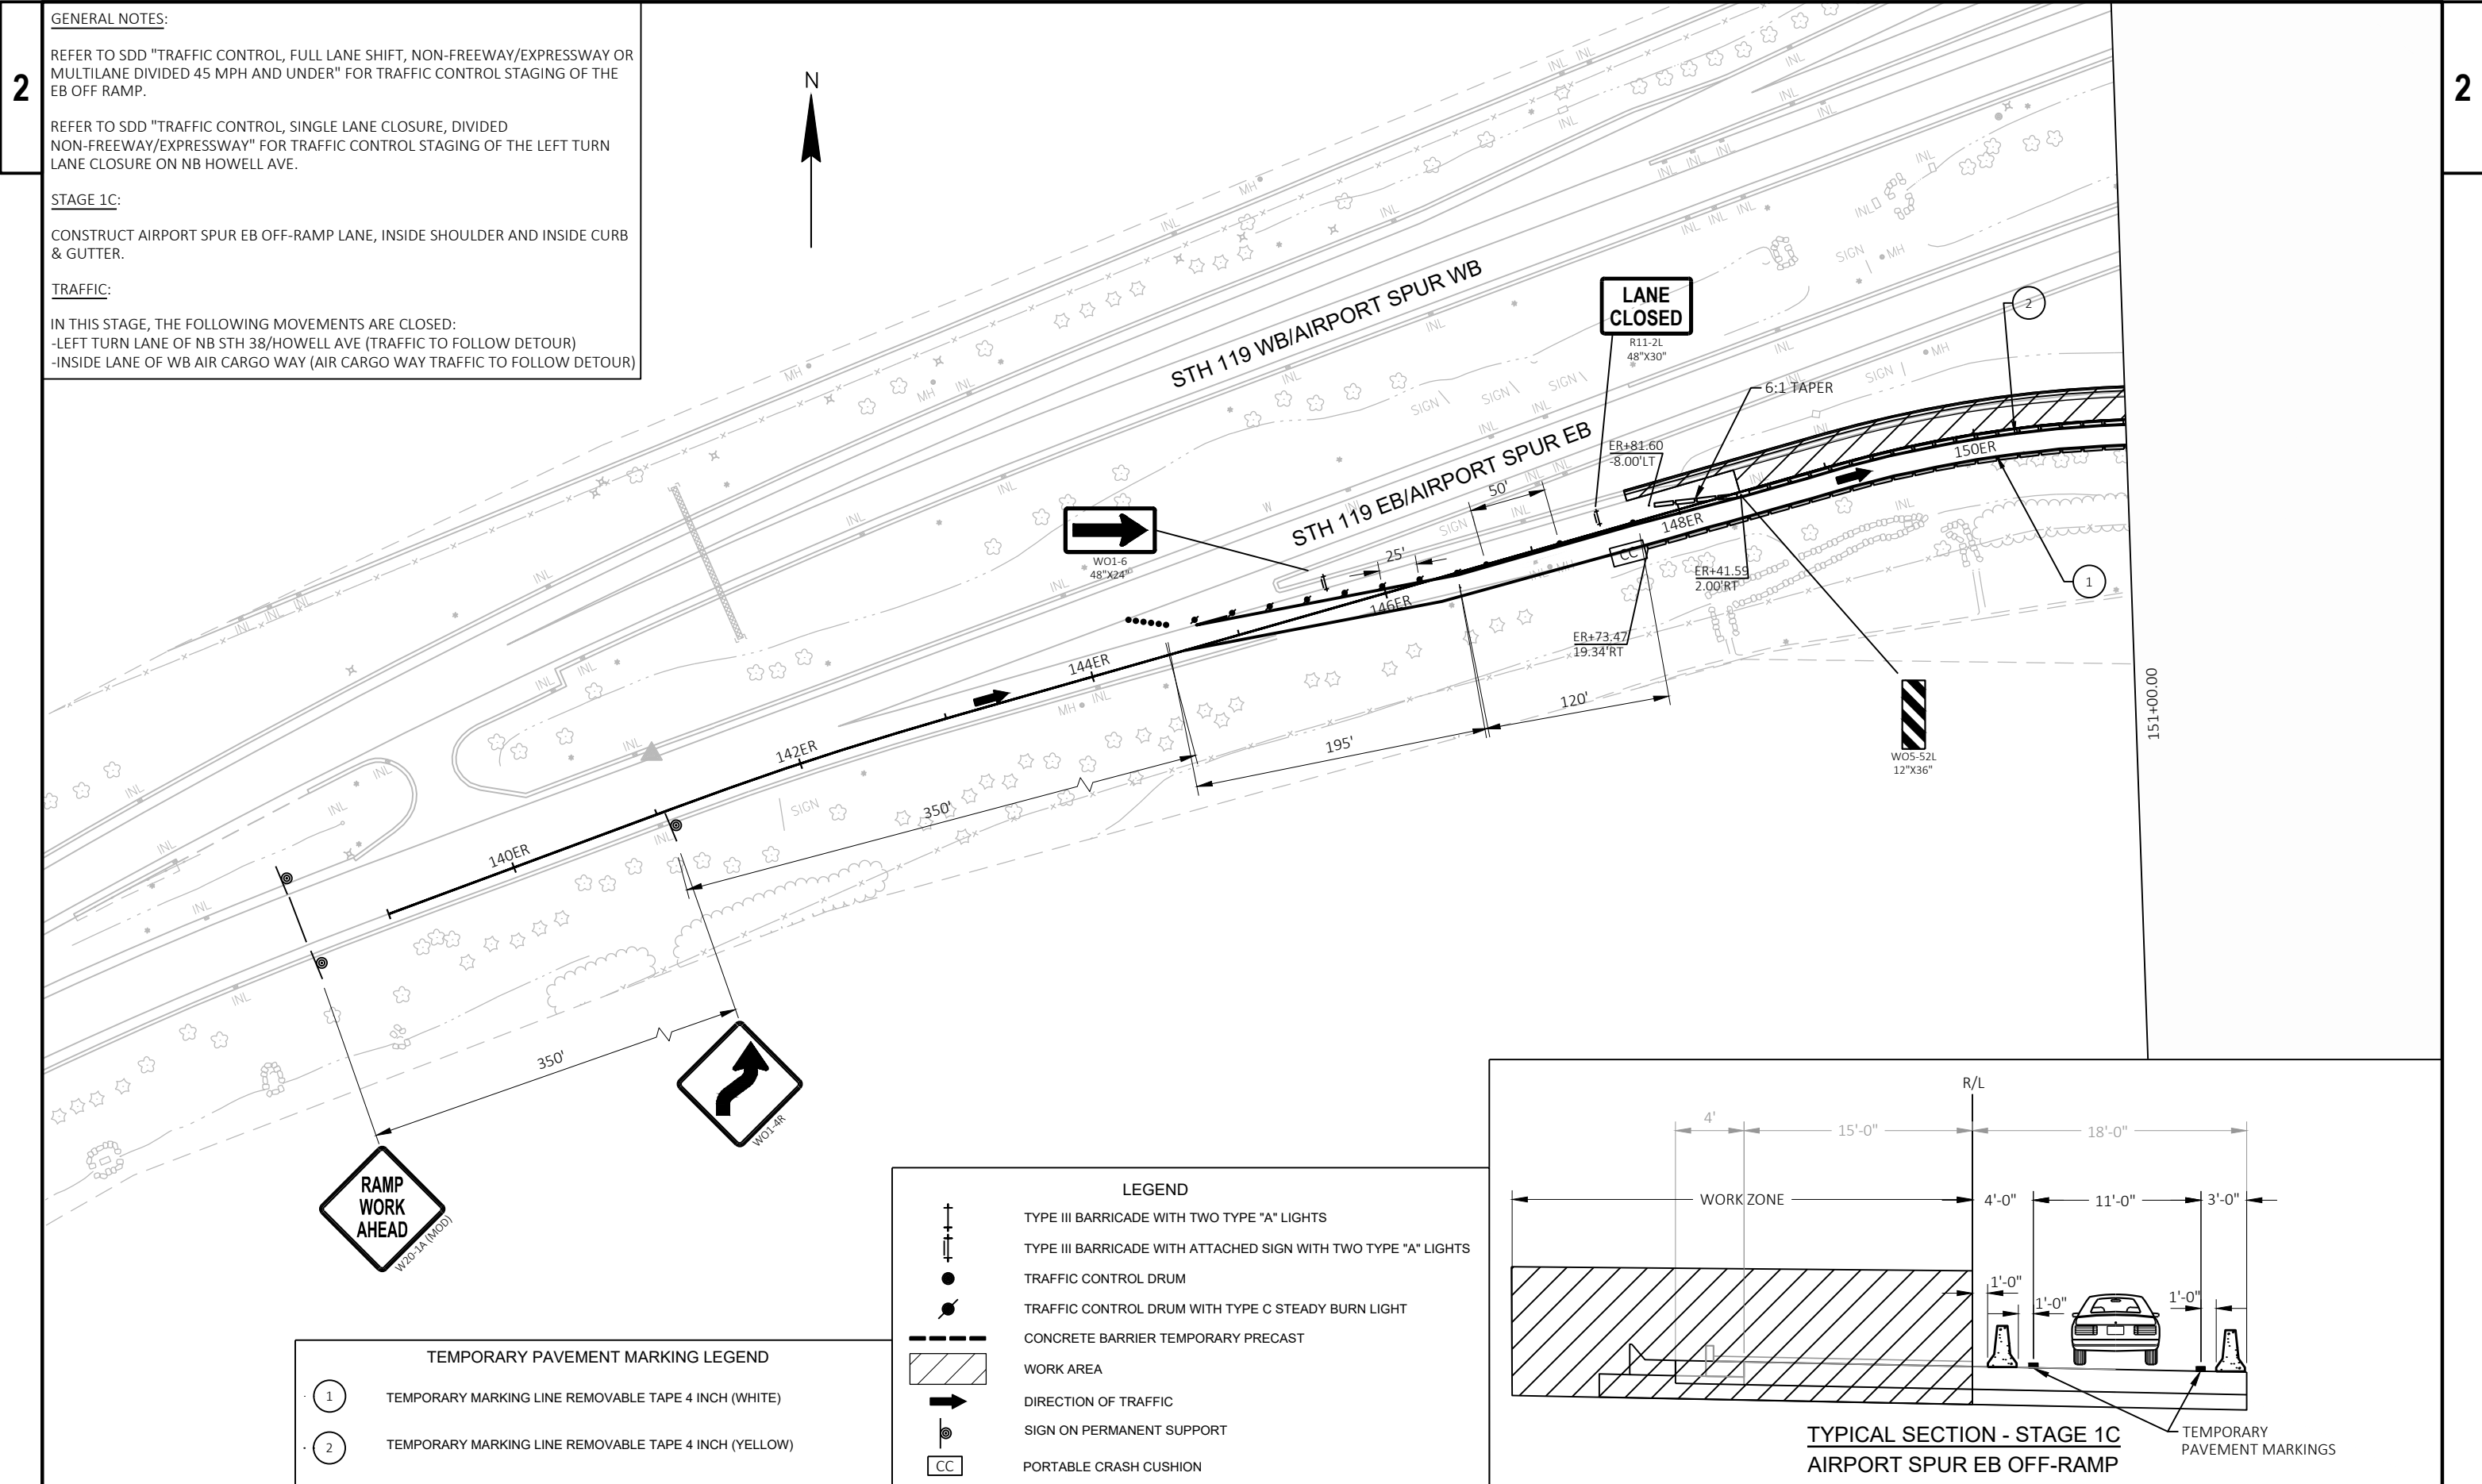 GENERAL NOTES:
REFER TO SDD "TRAFFIC CONTROL, FULL LANE SHIFT, NON-FREEWAY/EXPRESSWAY OR
MULTILANE DIVIDED 45 MPH AND UNDER" FOR TRAFFIC CONTROL STAGING OF THE
EB OFF RAMP.
REFER TO SDD "TRAFFIC CONTROL, SINGLE LANE CLOSURE, DIVIDED
NON-FREEWAY/EXPRESSWAY" FOR TRAFFIC CONTROL STAGING OF THE LEFT TURN
LANE CLOSURE ON NB HOWELL AVE.
STAGE 1C:
CONSTRUCT AIRPORT SPUR EB OFF-RAMP LANE, INSIDE SHOULDER AND INSIDE CURB
& GUTTER.
TRAFFIC:
IN THIS STAGE, THE FOLLOWING MOVEMENTS ARE CLOSED:
-LEFT TURN LANE OF NB STH 38/HOWELL AVE (TRAFFIC TO FOLLOW DETOUR)
-INSIDE LANE OF WB AIR CARGO WAY (AIR CARGO WAY TRAFFIC TO FOLLOW DETOUR)
2
2
N
STH 119 WB/AIRPORT SPUR WB
STH 119 EB/AIRPORT SPUR EB
LANE
CLOSED
R11-2L
48"X30"
2
6:1 TAPER
ER+81.60
-8.00'LT
150ER
148ER
50'
25'
CC
WO1-6
48"X24"
146ER
ER+41.59
2.00'RT
1
ER+73.47
19.34'RT
144ER
142ER
140ER
120'
195'
350'
350'
WO5-52L
12"X36"
151+00.00
WO1-4R
RAMP
WORK
AHEAD
W20-1A (MOD)
INL
MH
SIGN
W
TEMPORARY PAVEMENT MARKING LEGEND
1 TEMPORARY MARKING LINE REMOVABLE TAPE 4 INCH (WHITE)
2 TEMPORARY MARKING LINE REMOVABLE TAPE 4 INCH (YELLOW)
LEGEND
TYPE III BARRICADE WITH TWO TYPE "A" LIGHTS
TYPE III BARRICADE WITH ATTACHED SIGN WITH TWO TYPE "A" LIGHTS
TRAFFIC CONTROL DRUM
TRAFFIC CONTROL DRUM WITH TYPE C STEADY BURN LIGHT
CONCRETE BARRIER TEMPORARY PRECAST
WORK AREA
DIRECTION OF TRAFFIC
SIGN ON PERMANENT SUPPORT
CC PORTABLE CRASH CUSHION
R/L
4' 15'-0" 18'-0"
WORK ZONE 4'-0" 11'-0" 3'-0"
1'-0" 1'-0" 1'-0"
TEMPORARY
PAVEMENT MARKINGS
TYPICAL SECTION - STAGE 1C
AIRPORT SPUR EB OFF-RAMP